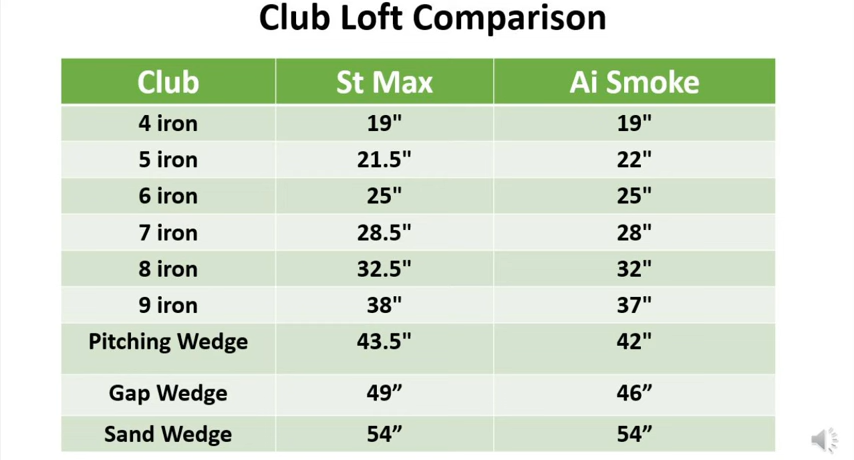 Club Loft Comparison
Club St Max Ai Smoke
4 iron 19" 19"
5 iron 21.5" 22"
6 iron 25" 25"
7 iron 28.5" 28"
8 iron 32.5" 32"
9 iron 38" 37"
Pitching Wedge 43.5" 42"
Gap Wedge 49” 46”
Sand Wedge 54” 54”